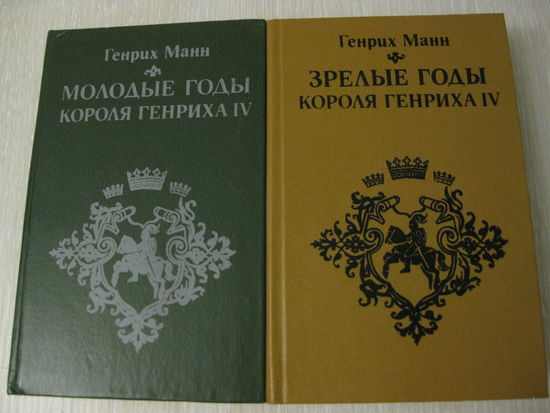 Генрих Манн
МОЛОДЫЕ ГОДЫ
КОРОЛЯ ГЕНРИХА IV
Генрих Манн
ЗРЕЛЫЕ ГОДЫ
КОРОЛЯ ГЕНРИХА IV